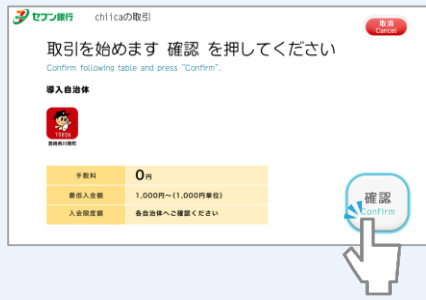 セブン銀行 chiicaの取引
取消
Cancel
取引を始めます 確認 を押してください
Confirm following table and press “Confirm”.
導入自治体
TOKON
宮崎県川南町
手数料 0円
最低入金額 1,000円〜(1,000円単位)
入金限度額 各自治体へご確認ください
確認
Confirm